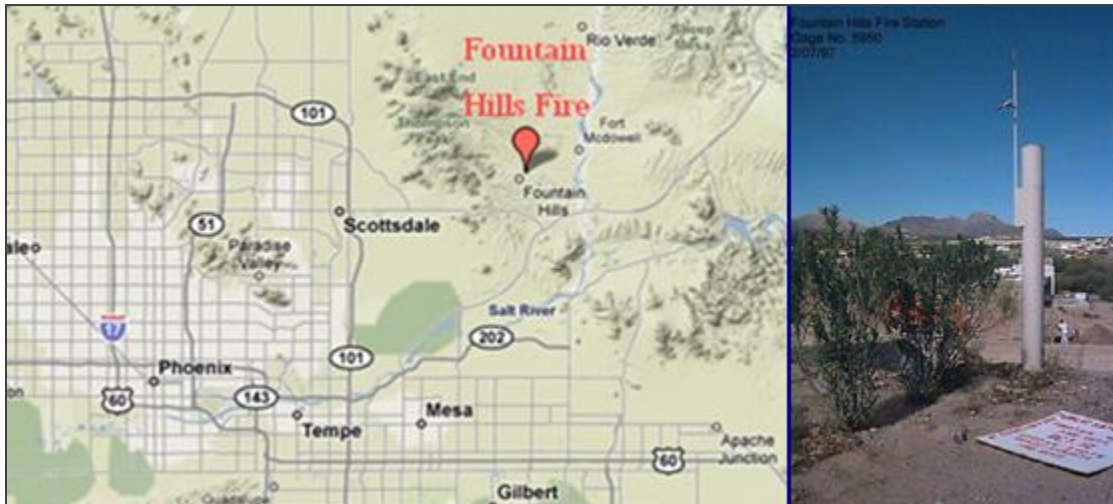 Fountain
Hills Fire
Rio Verde
East End
Fort
Mcdowell
101
Fountain
Hills
51
Scottsdale
Paradise
Valley
Salt River
17
202
101
Phoenix
60
143
Mesa
Tempe
Apache
Junction
60
Guadalupe
Gilbert
Fountain Hills Fire Station
Gage No. 5950
2/07/97